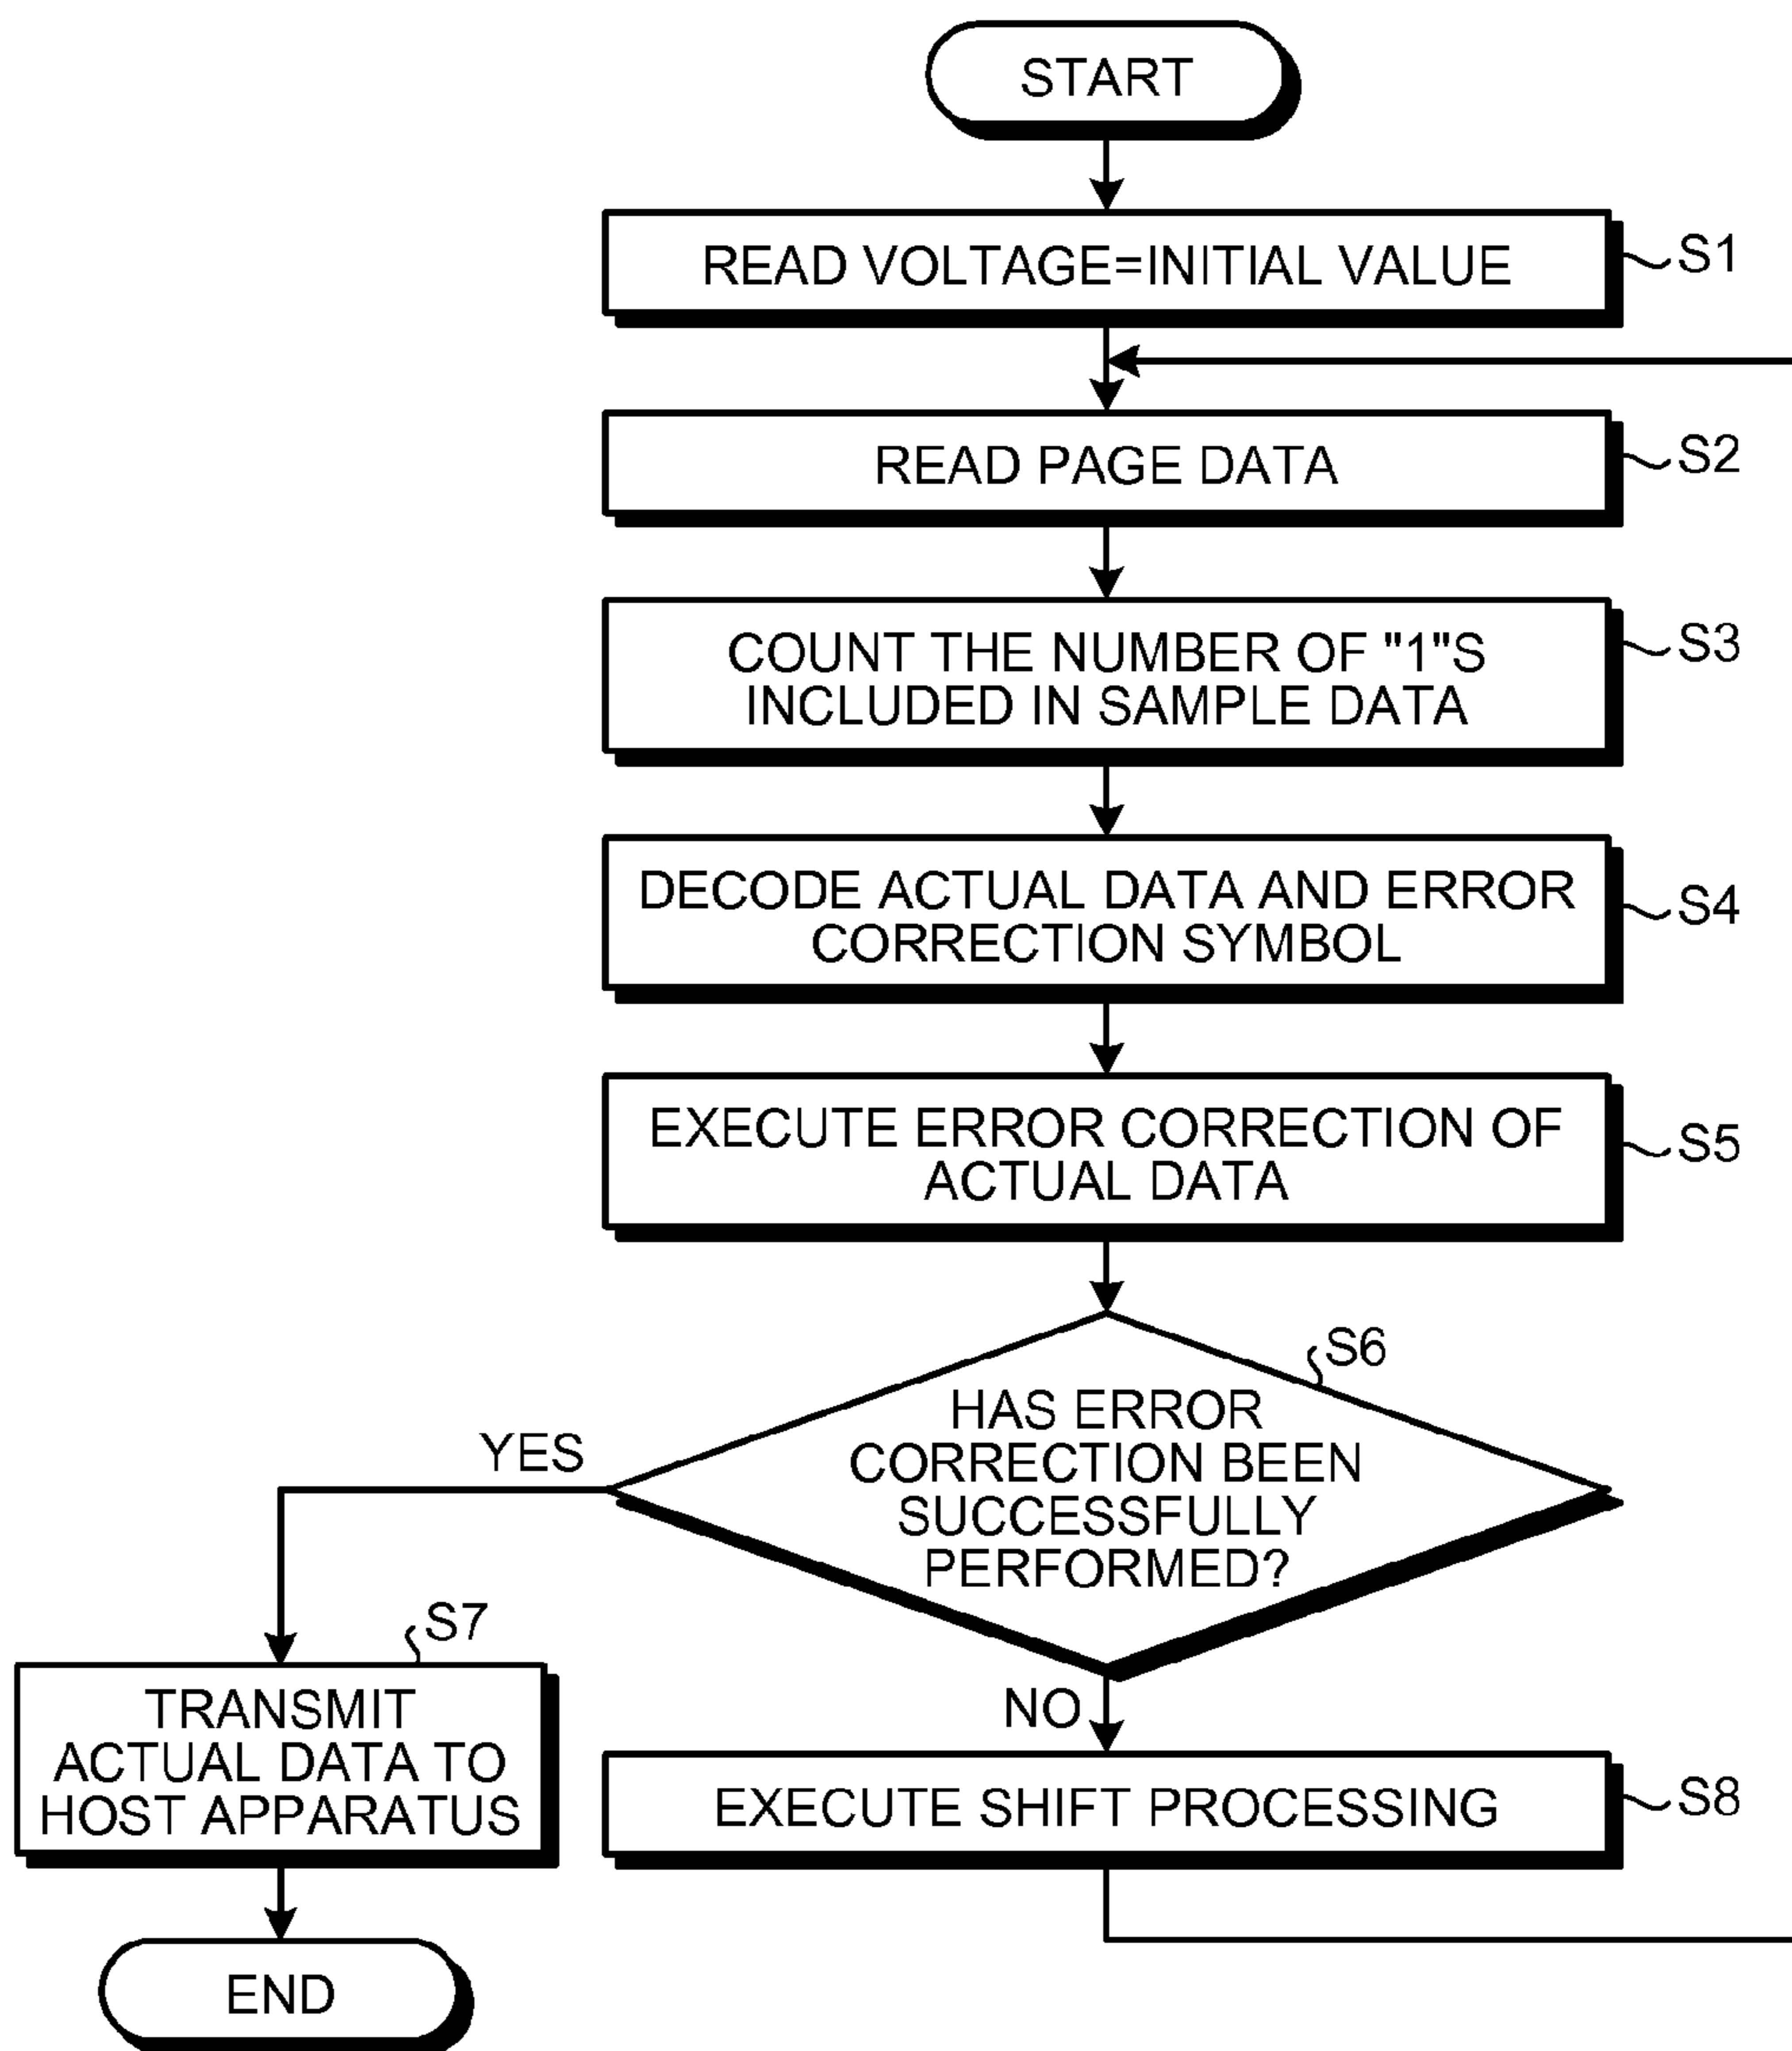 START
READ VOLTAGE=INITIAL VALUE
S1
READ PAGE DATA
S2
COUNT THE NUMBER OF "1"S
INCLUDED IN SAMPLE DATA
S3
DECODE ACTUAL DATA AND ERROR
CORRECTION SYMBOL
S4
EXECUTE ERROR CORRECTION OF
ACTUAL DATA
S5
S6
HAS ERROR
CORRECTION BEEN
SUCCESSFULLY
PERFORMED?
YES
S7
TRANSMIT
ACTUAL DATA TO
HOST APPARATUS
NO
EXECUTE SHIFT PROCESSING
S8
END